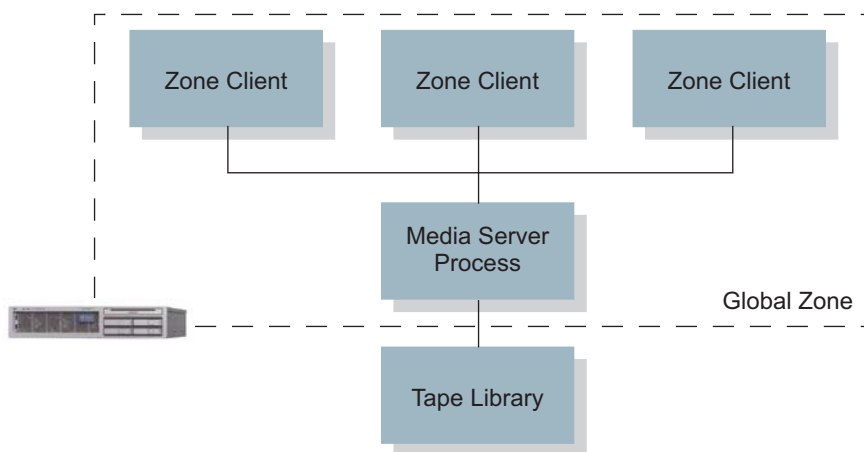 Zone Client
Zone Client
Zone Client
Media Server
Process
Global Zone
Tape Library